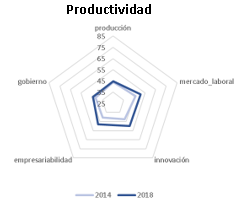 Productividad
producción
85
75
65
55
45
35
25
gobierno
mercado_laboral
empresariabilidad
innovación
2014
2018